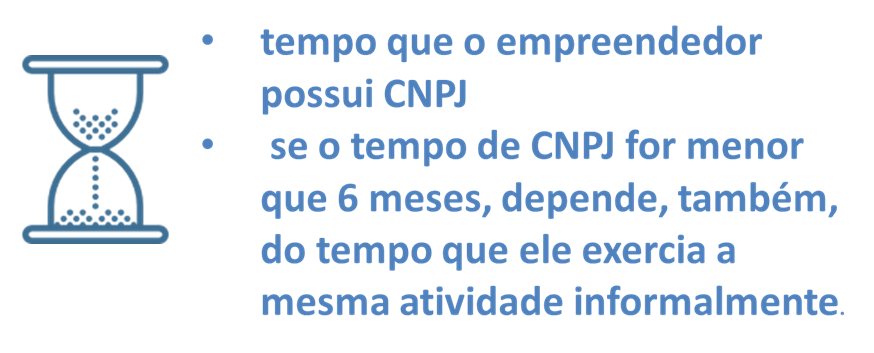 • tempo que o empreendedor
possui CNPJ
• se o tempo de CNPJ for menor
que 6 meses, depende, também,
do tempo que ele exercia a
mesma atividade informalmente.